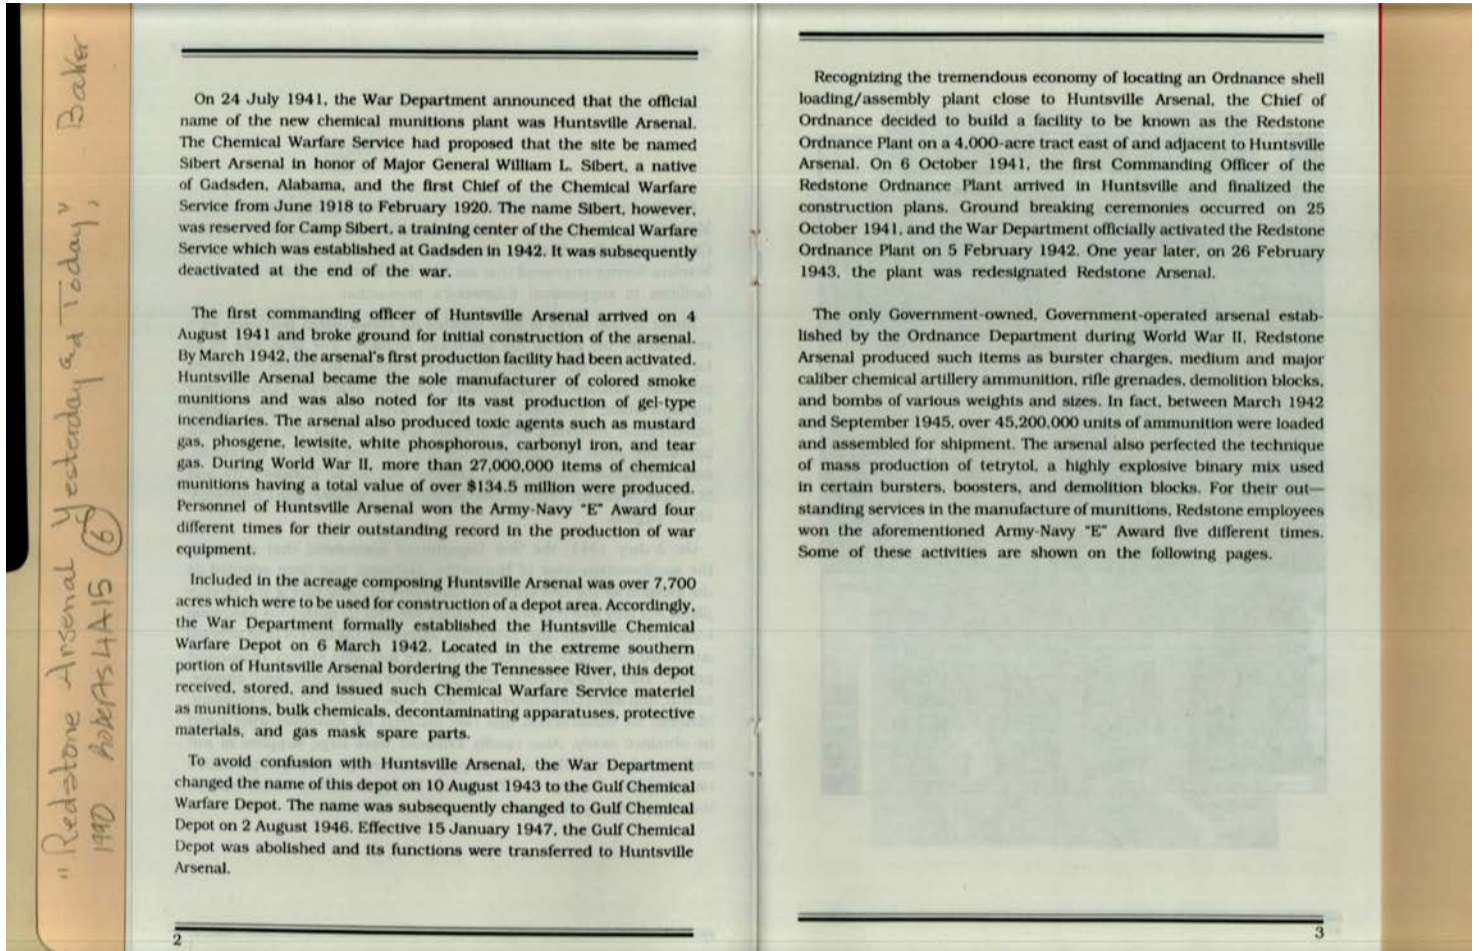 "Redstone Arsenal Yesterday and Today", Baker
1990 Roberts 4A15 6
On 24 July 1941, the War Department announced that the official
name of the new chemical munitions plant was Huntsville Arsenal.
The Chemical Warfare Service had proposed that the site be named
Sibert Arsenal in honor of Major General William L. Sibert, a native
of Gadsden, Alabama, and the first Chief of the Chemical Warfare
Service from June 1918 to February 1920. The name Sibert, however,
was reserved for Camp Sibert, a training center of the Chemical Warfare
Service which was established at Gadsden in 1942. It was subsequently
deactivated at the end of the war.
The first commanding officer of Huntsville Arsenal arrived on 4
August 1941 and broke ground for initial construction of the arsenal.
By March 1942, the arsenal's first production facility had been activated.
Huntsville Arsenal became the sole manufacturer of colored smoke
munitions and was also noted for its vast production of gel-type
incendiaries. The arsenal also produced toxic agents such as mustard
gas, phosgene, lewisite, white phosphorous, carbonyl iron, and tear
gas. During World War II, more than 27,000,000 items of chemical
munitions having a total value of over $134.5 million were produced.
Personnel of Huntsville Arsenal won the Army-Navy "E" Award four
different times for their outstanding record in the production of war
equipment.
Included in the acreage composing Huntsville Arsenal was over 7,700
acres which were to be used for construction of a depot area. Accordingly,
the War Department formally established the Huntsville Chemical
Warfare Depot on 6 March 1942. Located in the extreme southern
portion of Huntsville Arsenal bordering the Tennessee River, this depot
received, stored, and issued such Chemical Warfare Service materiel
as munitions, bulk chemicals, decontaminating apparatuses, protective
materials, and gas mask spare parts.
To avoid confusion with Huntsville Arsenal, the War Department
changed the name of this depot on 10 August 1943 to the Gulf Chemical
Warfare Depot. The name was subsequently changed to Gulf Chemical
Depot on 2 August 1946. Effective 15 January 1947, the Gulf Chemical
Depot was abolished and its functions were transferred to Huntsville
Arsenal.
2
Recognizing the tremendous economy of locating an Ordnance shell
loading/assembly plant close to Huntsville Arsenal, the Chief of
Ordnance decided to build a facility to be known as the Redstone
Ordnance Plant on a 4,000-acre tract east of and adjacent to Huntsville
Arsenal. On 6 October 1941, the first Commanding Officer of the
Redstone Ordnance Plant arrived in Huntsville and finalized the
construction plans. Ground breaking ceremonies occurred on 25
October 1941, and the War Department officially activated the Redstone
Ordnance Plant on 5 February 1942. One year later, on 26 February
1943, the plant was redesignated Redstone Arsenal.
The only Government-owned, Government-operated arsenal estab-
lished by the Ordnance Department during World War II, Redstone
Arsenal produced such items as burster charges, medium and major
caliber chemical artillery ammunition, rifle grenades, demolition blocks,
and bombs of various weights and sizes. In fact, between March 1942
and September 1945, over 45,200,000 units of ammunition were loaded
and assembled for shipment. The arsenal also perfected the technique
of mass production of tetrytol, a highly explosive binary mix used
in certain bursters, boosters, and demolition blocks. For their out—
standing services in the manufacture of munitions, Redstone employees
won the aforementioned Army-Navy "E" Award five different times.
Some of these activities are shown on the following pages.
3